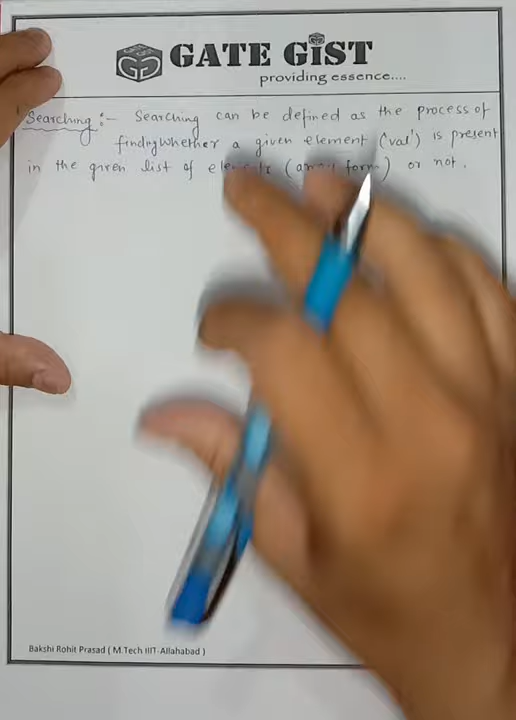 GATE GIST
providing essence....
Searching :- Searching can be defined as the process of
finding whether a given element ('val') is present
in the given list of elements (array form) or not.
Bakshi Rohit Prasad ( M.Tech IIIT-Allahabad )